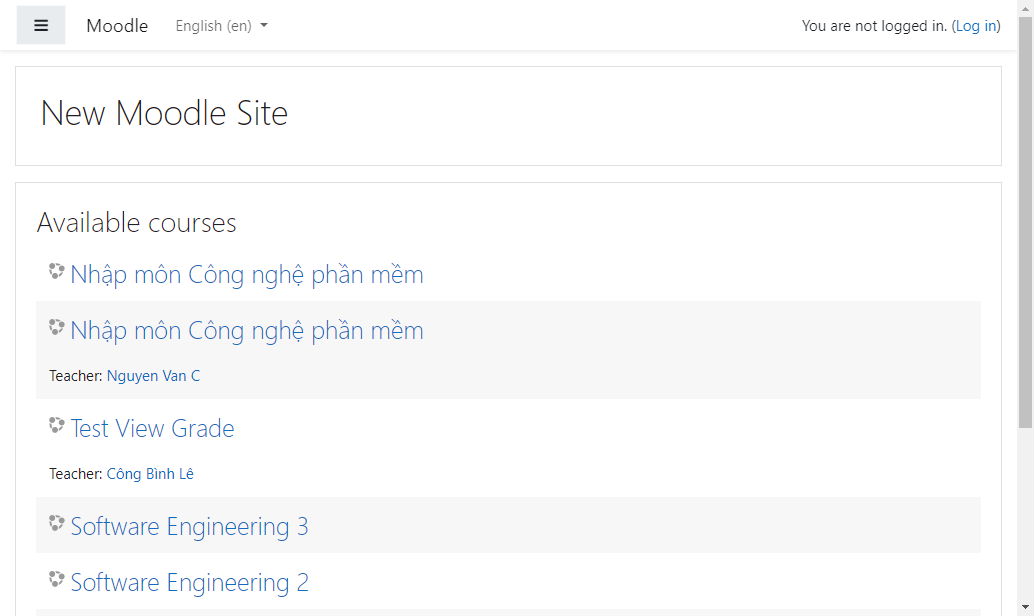 Moodle English (en) You are not logged in. (Log in)
New Moodle Site
Available courses
Nhập môn Công nghệ phần mềm
Nhập môn Công nghệ phần mềm
Teacher: Nguyen Van C
Test View Grade
Teacher: Công Bình Lê
Software Engineering 3
Software Engineering 2